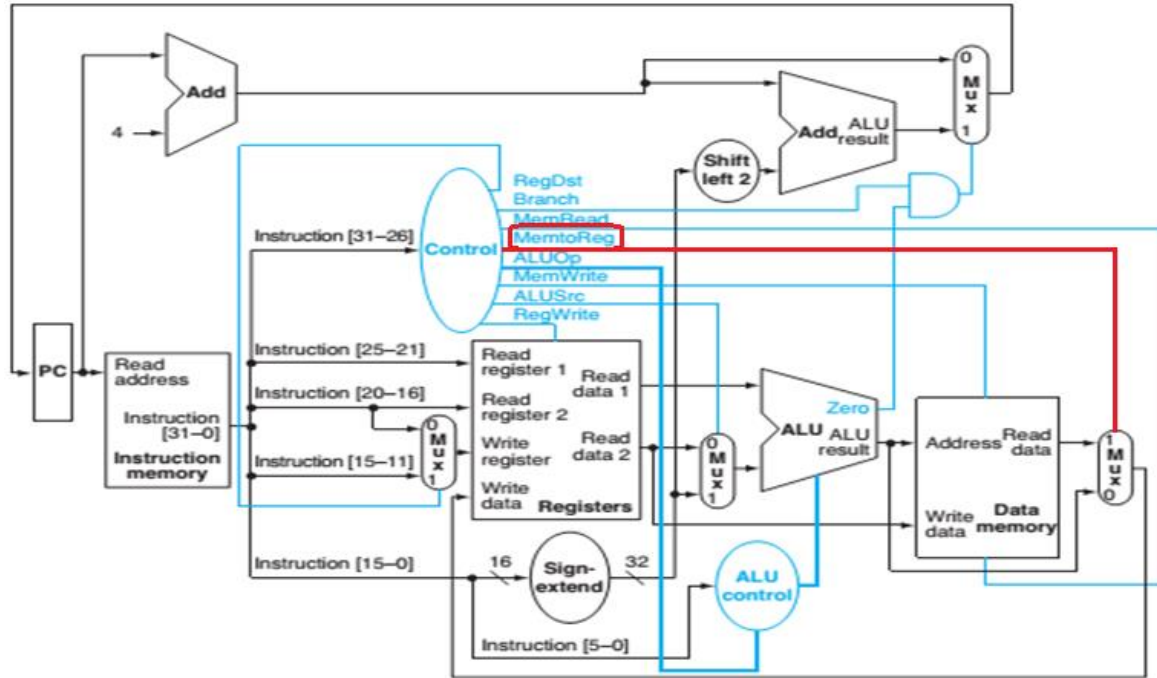 Add
4
0
Mux
1
Add
ALU
result
Shift
left 2
RegDst
Branch
MemRead
MemtoReg
ALUOp
MemWrite
ALUSrc
RegWrite
Control
Instruction [31–26]
Instruction [25–21]
Instruction [20–16]
Instruction [15–11]
Instruction [15–0]
Instruction [5–0]
PC
Read
address
Instruction
[31–0]
Instruction
memory
0
Mux
1
Read
register 1
Read
register 2
Write
register
Write
data
Read
data 1
Read
data 2
Registers
0
Mux
1
Zero
ALU
ALU
result
Address
Read
data
Write
data
Data
memory
1
Mux
0
16
Sign-
extend
32
ALU
control